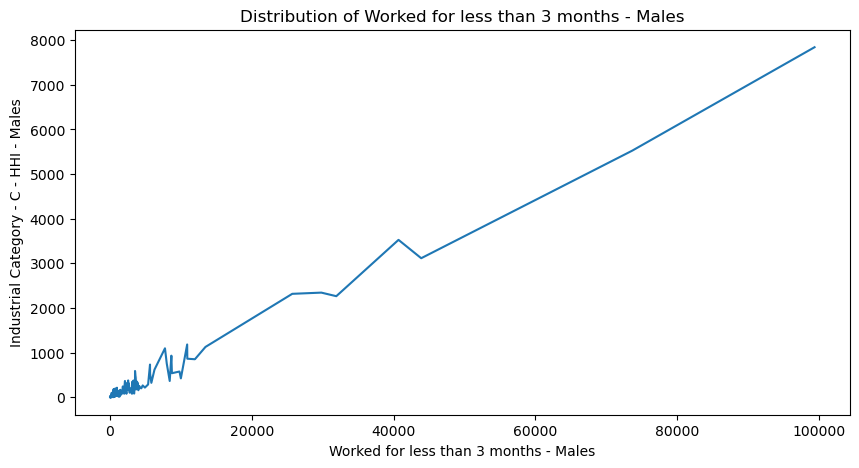 Distribution of Worked for less than 3 months - Males
8000
7000
6000
5000
4000
3000
2000
1000
0
Industrial Category - C - HHI - Males
0 20000 40000 60000 80000 100000
Worked for less than 3 months - Males